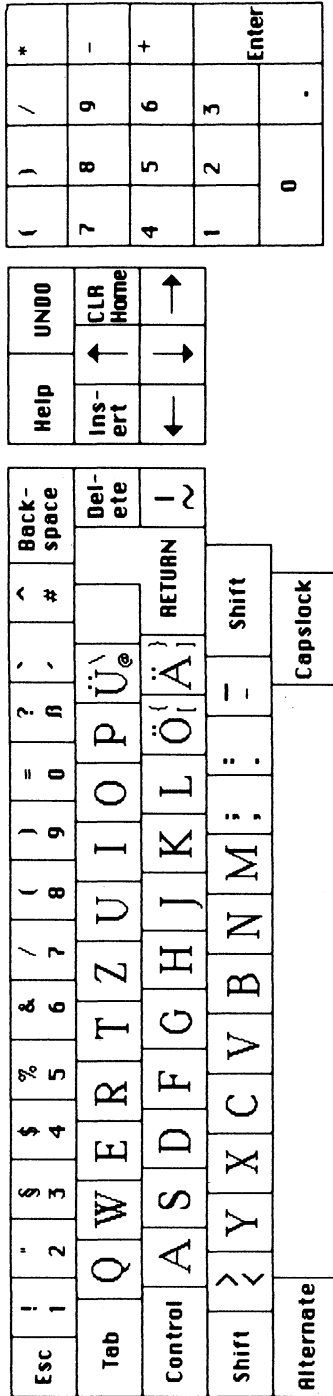 Esc ! 1 " 2 § 3 $ 4 % 5 & 6 / 7 ( 8 ) 9 = 0 ? ß ` ´ ^ # Back-space
Tab Q W E R T Z U I O P Ü \ @ Del-ete
Control A S D F G H J K L Ö { [ Ä } ] RETURN | ~
Shift > < Y X C V B N M ; , : . _ - Shift
Alternate Capslock
Help UNDO
Ins-ert ↑ CLR Home
← ↓ →
( ) / *
7 8 9 -
4 5 6 +
1 2 3 Enter
0 .